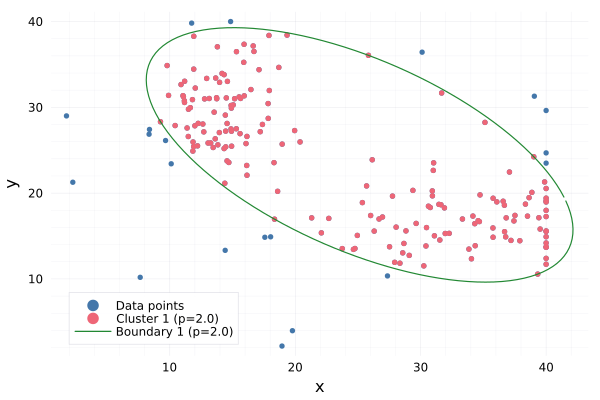 40
30
20
10
y
Data points
Cluster 1 (p=2.0)
Boundary 1 (p=2.0)
10 20 30 40
x